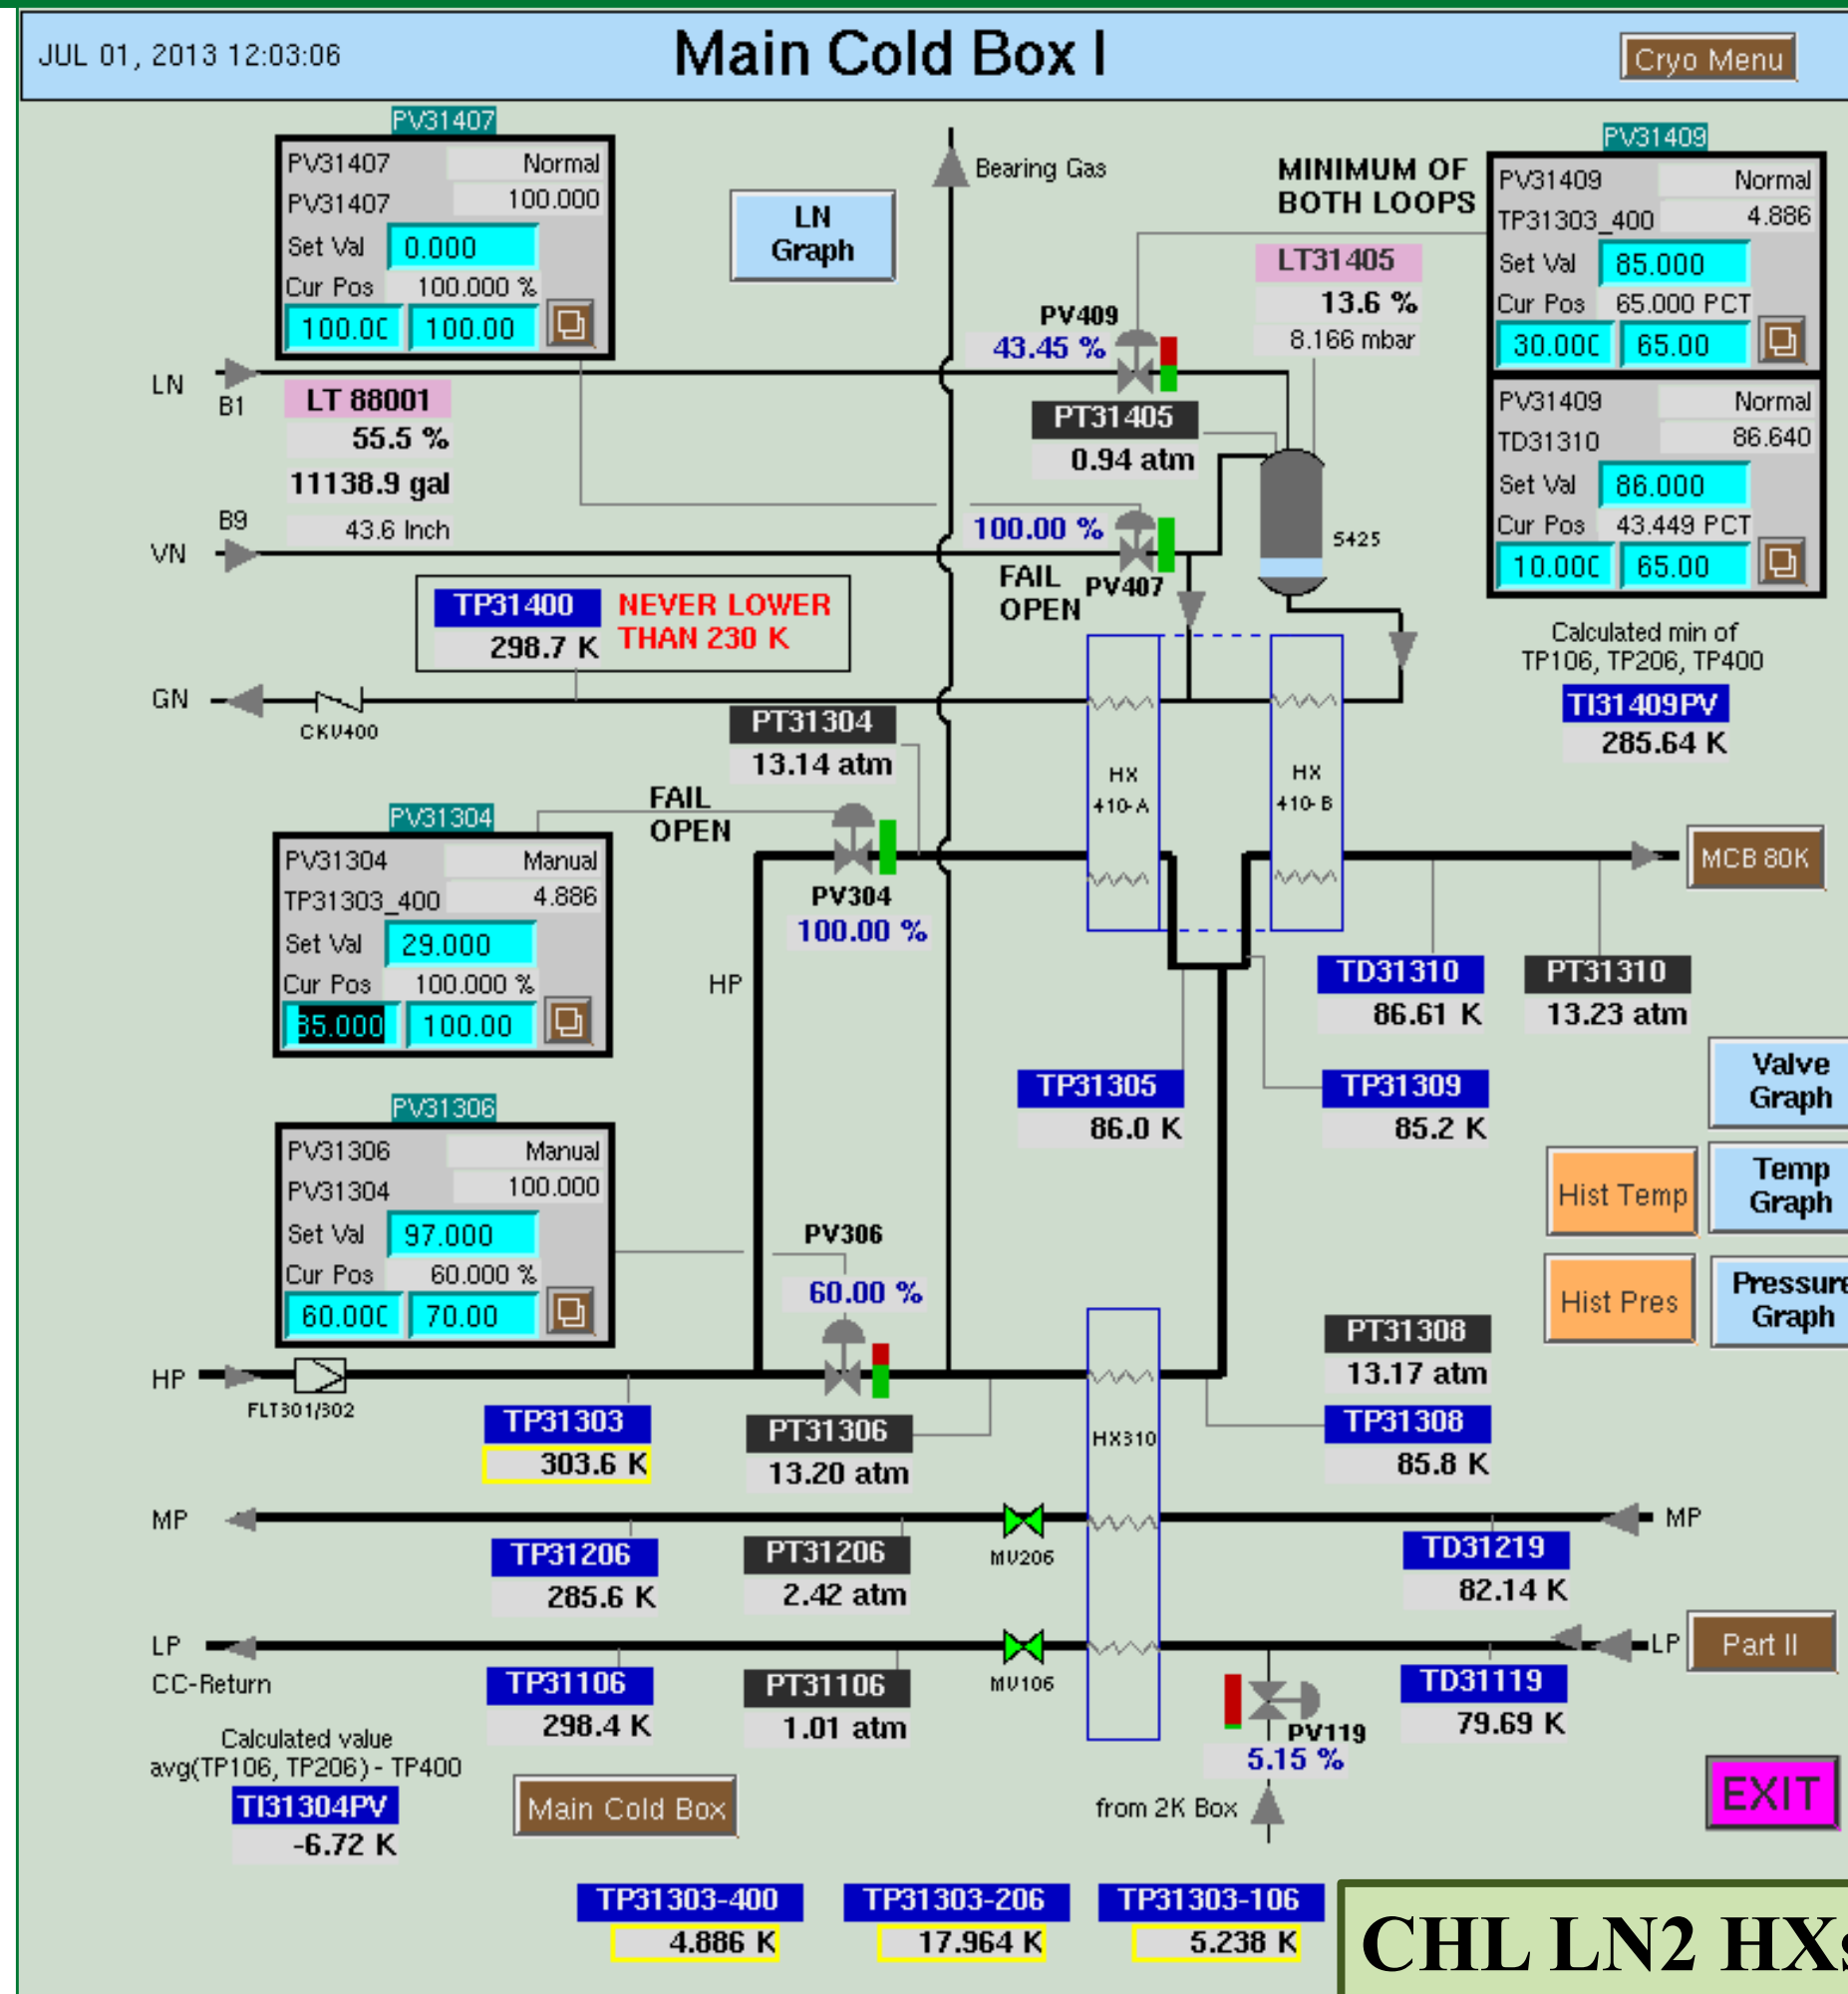 JUL 01, 2013 12:03:06
Main Cold Box I
Cryo Menu
PV31407
PV31407 Normal
PV31407 100.000
Set Val 0.000
Cur Pos 100.000 %
100.00 100.00
LN
Graph
Bearing Gas
MINIMUM OF
BOTH LOOPS
PV31409
PV31409 Normal
TP31303_400 4.886
Set Val 85.000
Cur Pos 65.000 PCT
30.000 65.00
PV31409 Normal
TD31310 86.640
Set Val 86.000
Cur Pos 43.449 PCT
10.000 65.00
LT31405
13.6 %
8.166 mbar
PV409
43.45 %
LN
B1
LT 88001
55.5 %
11138.9 gal
43.6 Inch
PT31405
0.94 atm
B9
VN
100.00 %
FAIL
OPEN
PV407
5425
TP31400
298.7 K
NEVER LOWER
THAN 230 K
Calculated min of
TP106, TP206, TP400
TI31409PV
285.64 K
GN
CKV400
PT31304
13.14 atm
HX
410-A
HX
410-B
FAIL
OPEN
PV31304
PV31304 Manual
TP31303_400 4.886
Set Val 29.000
Cur Pos 100.000 %
35.000 100.00
PV304
100.00 %
MCB 80K
HP
TD31310
86.61 K
PT31310
13.23 atm
TP31305
86.0 K
TP31309
85.2 K
Valve
Graph
PV31306
PV31306 Manual
PV31304 100.000
Set Val 97.000
Cur Pos 60.000 %
60.000 70.00
Hist Temp
Temp
Graph
PV306
60.00 %
Hist Pres
Pressure
Graph
PT31308
13.17 atm
HP
FLT301/302
TP31303
303.6 K
PT31306
13.20 atm
HX310
TP31308
85.8 K
MP
MP
TP31206
285.6 K
PT31206
2.42 atm
MV206
TD31219
82.14 K
LP
CC-Return
LP
Part II
TP31106
298.4 K
PT31106
1.01 atm
MV106
TD31119
79.69 K
PV119
5.15 %
Calculated value
avg(TP106, TP206) - TP400
TI31304PV
-6.72 K
Main Cold Box
from 2K Box
EXIT
TP31303-400
4.886 K
TP31303-206
17.964 K
TP31303-106
5.238 K
CHL LN2 HXs